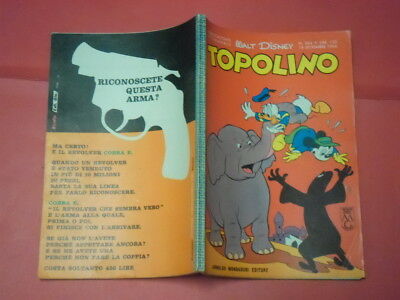 RICONOSCETE
QUESTA
ARMA?
MA CERTO!
E IL REVOLVER COBRA E.
QUANDO UN REVOLVER
E STATO VENDUTO
IN PIÙ DI 10 MILIONI
DI PEZZI,
BASTA LA SUA LINEA
PER FARLO RICONOSCERE.
COBRA E.
"IL REVOLVER CHE SEMBRA VERO"
E L'ARMA ALLA QUALE,
PRIMA O POI,
SI FINISCE CON L'ARRIVARE.
SE GIÀ NON L'AVETE
PERCHÉ ASPETTARE ANCORA?
E SE NE AVETE UNA
PERCHÉ NON FARE LA COPPIA?
COSTA SOLTANTO 450 LIRE
WALT DISNEY
TOPOLINO
ARNOLDO MONDADORI EDITORE